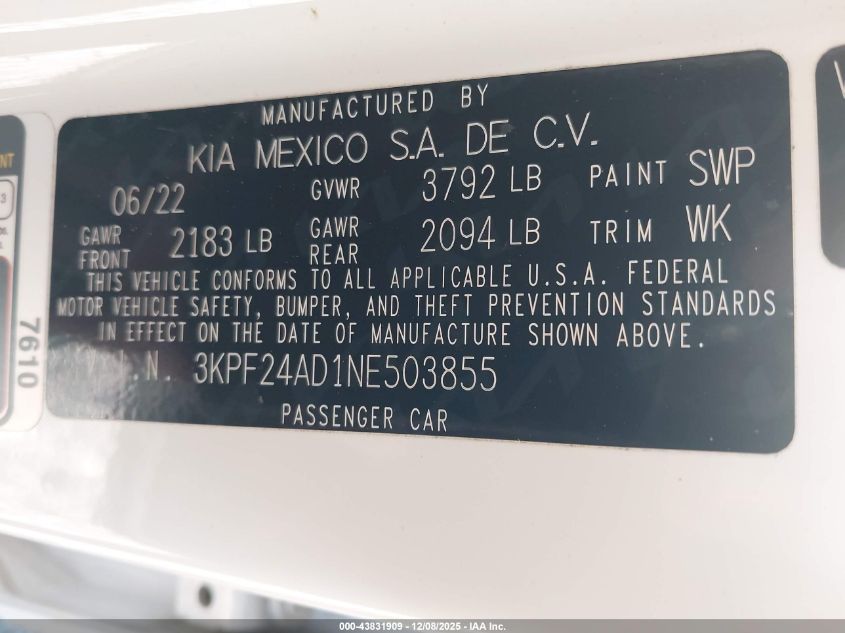 MANUFACTURED BY
KIA MEXICO S.A. DE C.V.
06/22 GVWR 3792 LB PAINT SWP
GAWR FRONT 2183 LB GAWR REAR 2094 LB TRIM WK
THIS VEHICLE CONFORMS TO ALL APPLICABLE U.S.A. FEDERAL
MOTOR VEHICLE SAFETY, BUMPER, AND THEFT PREVENTION STANDARDS
IN EFFECT ON THE DATE OF MANUFACTURE SHOWN ABOVE.
V.I.N. 3KPF24AD1NE503855
PASSENGER CAR
7610
000-43831909 - 12/08/2025 - IAA Inc.